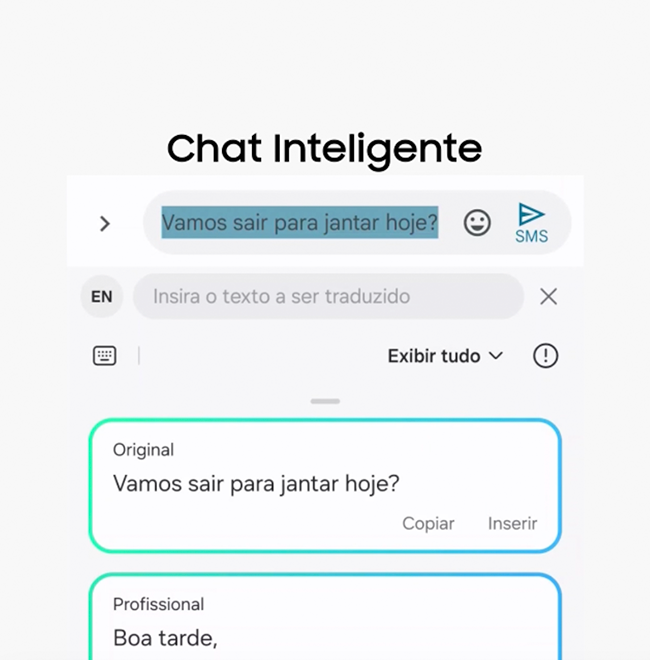 Chat Inteligente
Vamos sair para jantar hoje?
SMS
EN
Insira o texto a ser traduzido
Exibir tudo
Original
Vamos sair para jantar hoje?
Copiar Inserir
Profissional
Boa tarde,